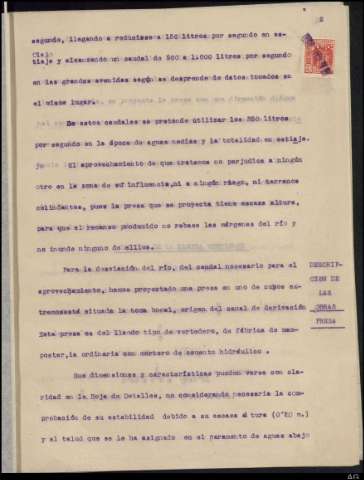 2
segundo, llegando a reducirse a 150 litros por segundo en es-
tiaje y alcanzando un caudal de 500 a 1.000 litros por segundo
en las grandes avenidas según se desprende de datos tomados en
el mismo lugar.
De estos caudales se pretende utilizar los 350 litros
por segundo en la época de aguas medias y la totalidad en estiaje.
El aprovechamiento de que tratamos no perjudica a ningún
otro en la zona de su influencia, ni a ningún riego, ni terrenos
colindantes, pues la presa que se proyecta tiene escasa altura,
para que el remanso producido no rebase las márgenes del río y
no inunde ninguno de ellos.
Para la desviación del río, del caudal necesario para el
aprovechamiento, hemos proyectado una presa en uno de cuyos ex-
tremos está situada la toma local, origen del canal de derivación
Esta presa es del llamado tipo de vertedero, de fábrica de mam-
postería ordinaria con mortero de cemento hidráulico .
Sus dimensiones y características pueden verse con cla-
ridad en la Hoja de Detalles, no considerando necesaria la com-
probación de su estabilidad debido a su escasa altura (0'80 m.)
y el talud que se le ha asignado en el paramento de aguas abajo
DESCRIP-
CION DE
LAS
OBRAS
PRESA